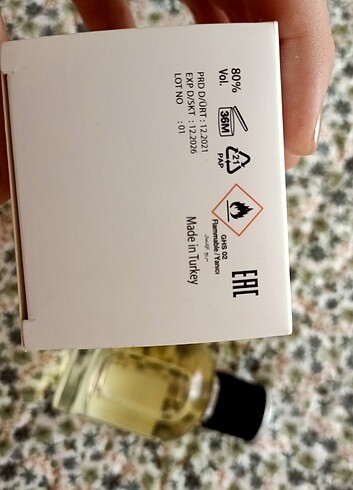 80%
Vol.
36M
21
PAP
GHS 02
Flammable / Yanıcı
EAC
PRD D/ÜRT : 12.2021
EXP D/SKT : 12.2026
LOT NO : 01
Made in Turkey